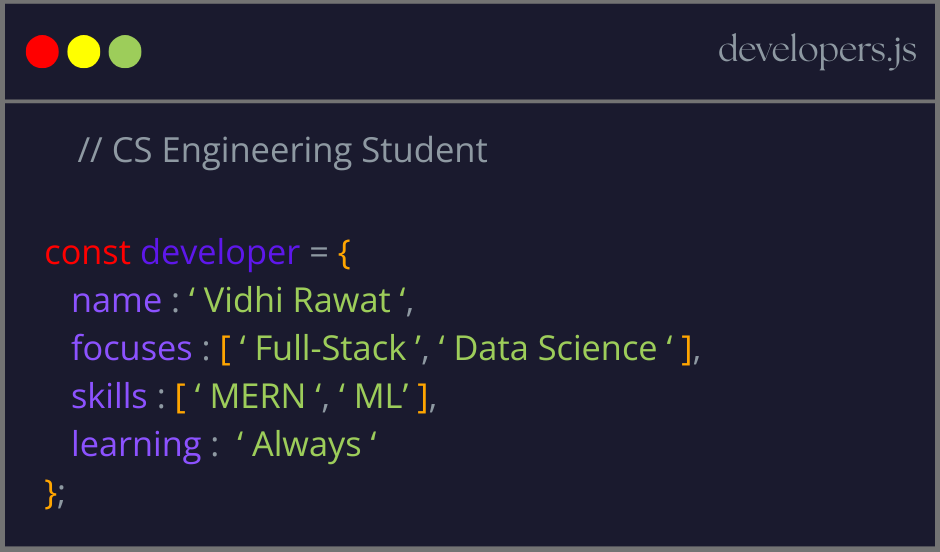 developers.js
// CS Engineering Student
const developer = {
name : ‘ Vidhi Rawat ‘,
focuses : [ ‘ Full-Stack ’, ‘ Data Science ‘ ],
skills : [ ‘ MERN ‘, ‘ ML’ ],
learning :  ‘ Always ‘
};